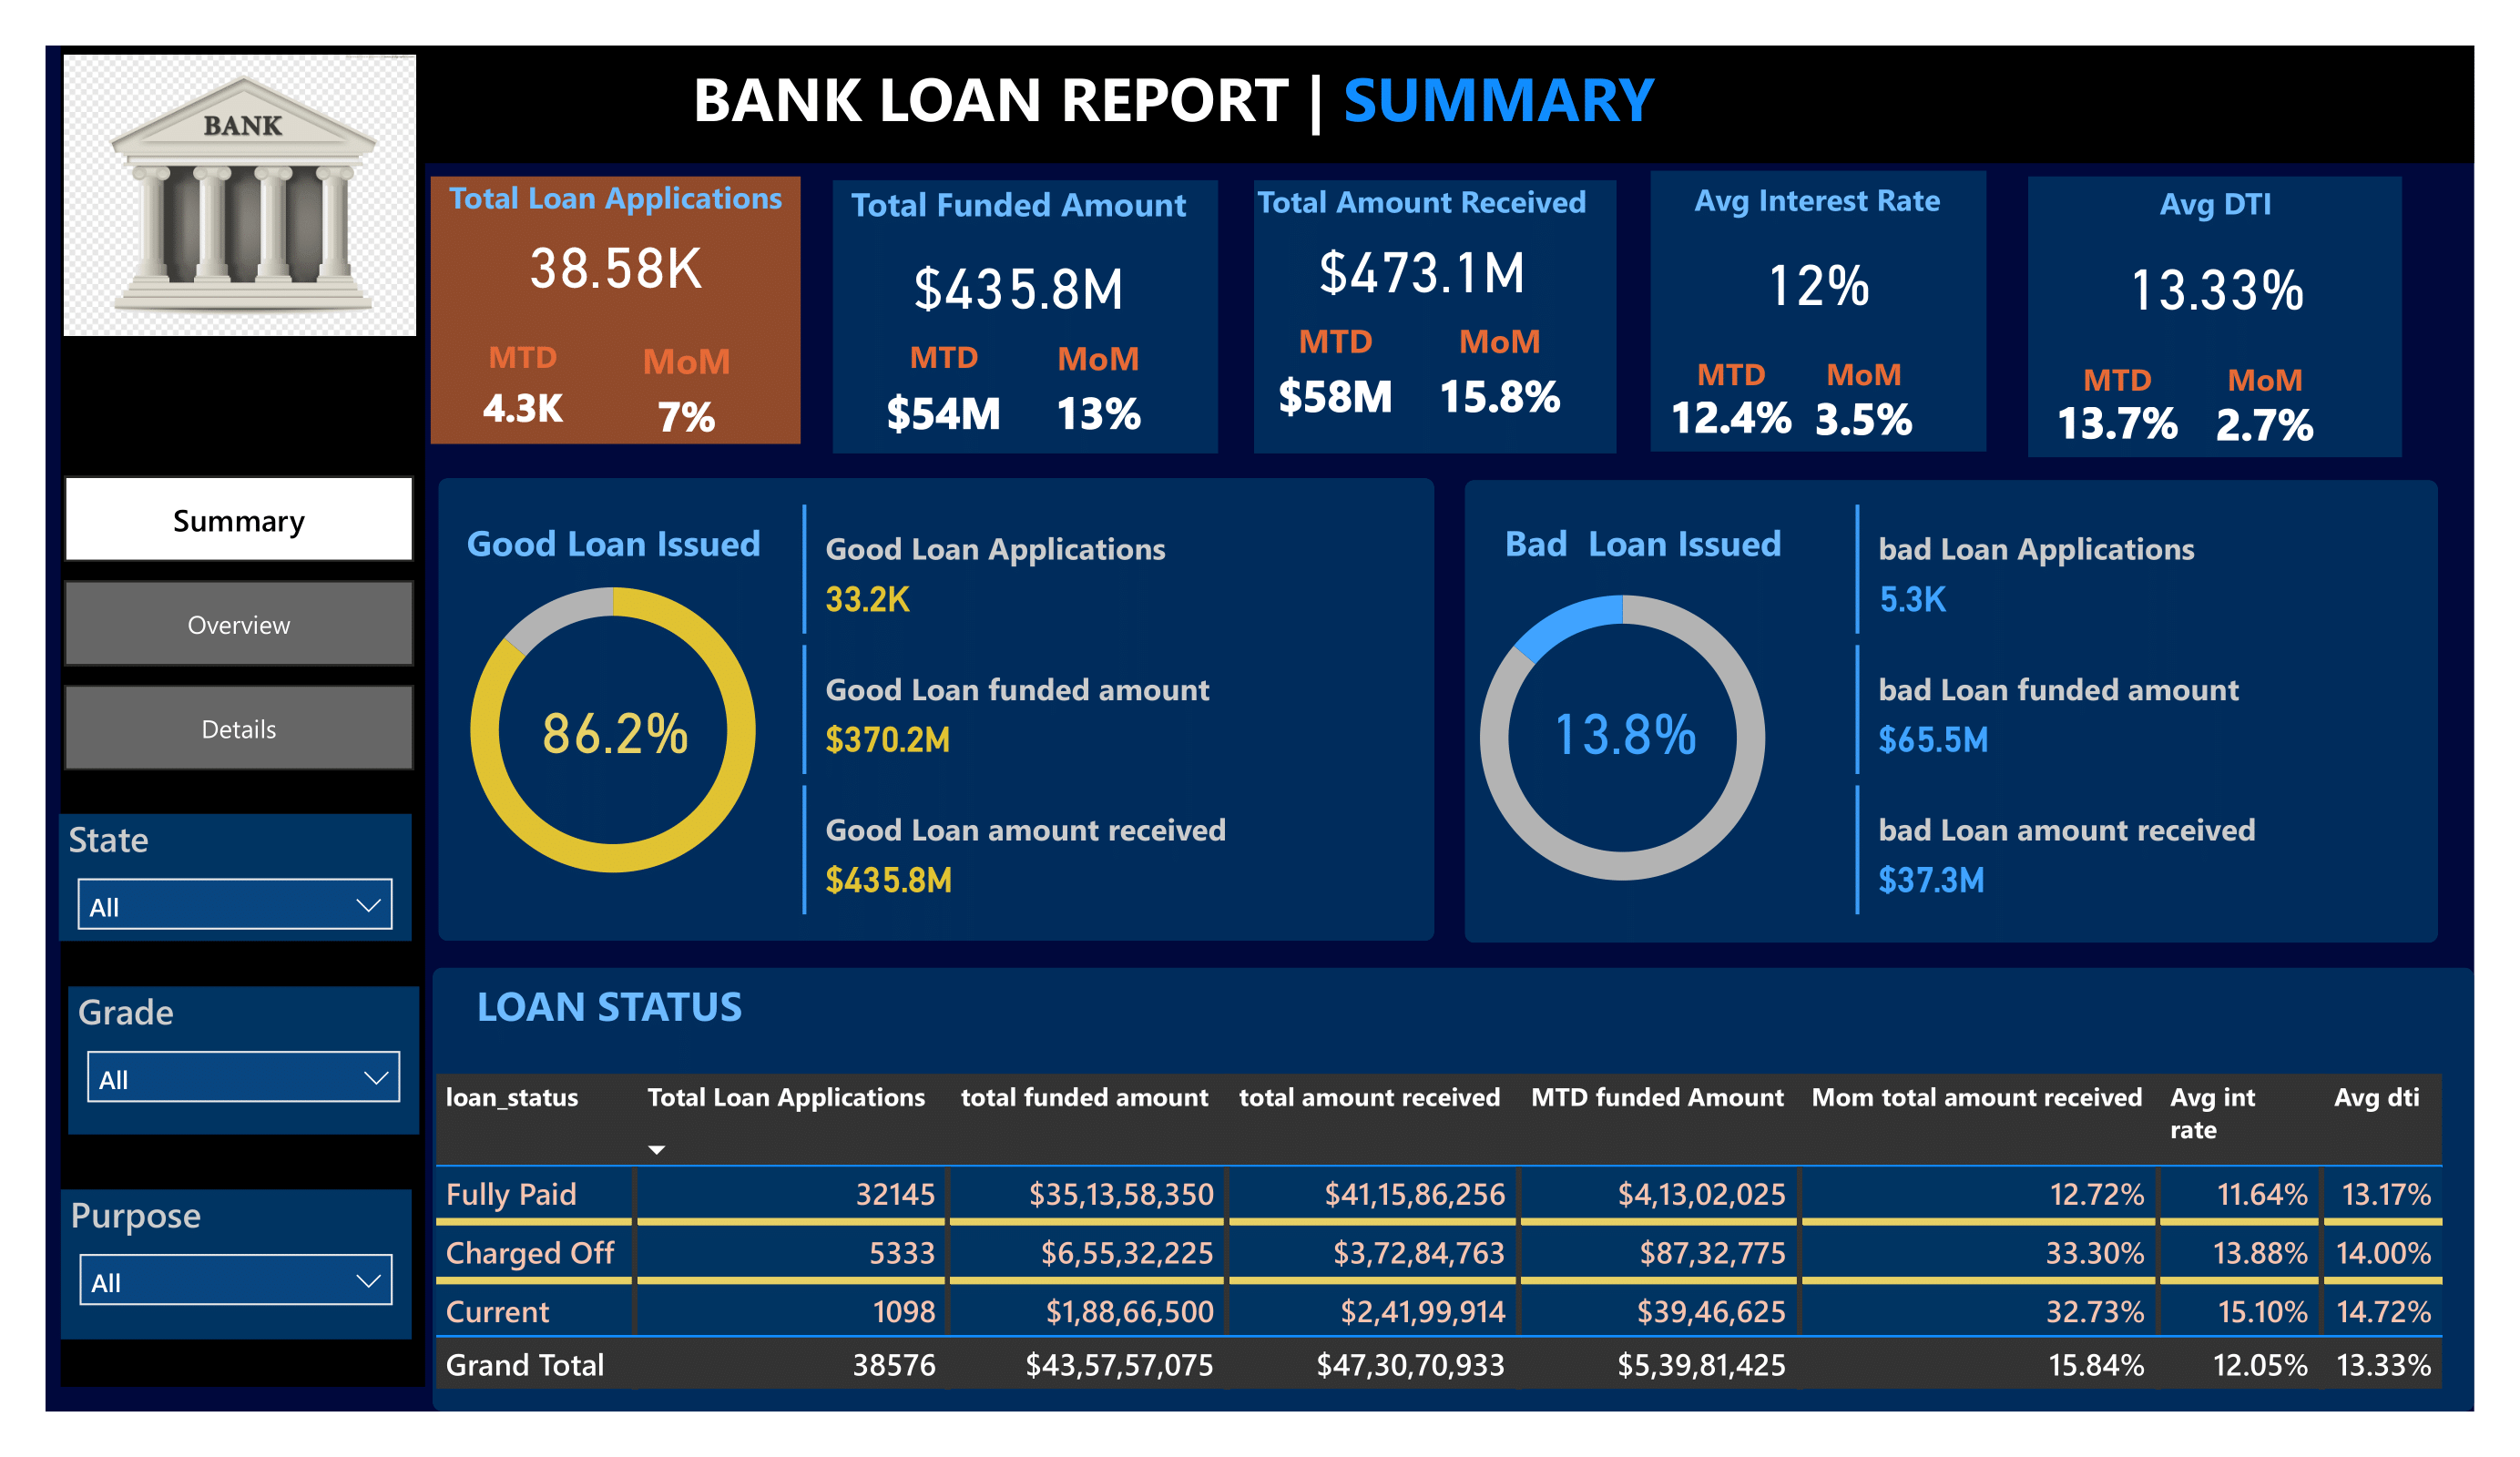 BANK
BANK LOAN REPORT | SUMMARY
Total Loan Applications
38.58K
MTD MoM
4.3K 7%
Total Funded Amount
$435.8M
MTD MoM
$54M 13%
Total Amount Received
$473.1M
MTD MoM
$58M 15.8%
Avg Interest Rate
12%
MTD MoM
12.4% 3.5%
Avg DTI
13.33%
MTD MoM
13.7% 2.7%
Summary
Overview
Details
State
All
Grade
All
Purpose
All
Good Loan Issued
86.2%
Good Loan Applications
33.2K
Good Loan funded amount
$370.2M
Good Loan amount received
$435.8M
Bad Loan Issued
13.8%
bad Loan Applications
5.3K
bad Loan funded amount
$65.5M
bad Loan amount received
$37.3M
LOAN STATUS
loan_status Total Loan Applications total funded amount total amount received MTD funded Amount Mom total amount received Avg int Avg dti
rate
Fully Paid 32145 $35,13,58,350 $41,15,86,256 $4,13,02,025 12.72% 11.64% 13.17%
Charged Off 5333 $6,55,32,225 $3,72,84,763 $87,32,775 33.30% 13.88% 14.00%
Current 1098 $1,88,66,500 $2,41,99,914 $39,46,625 32.73% 15.10% 14.72%
Grand Total 38576 $43,57,57,075 $47,30,70,933 $5,39,81,425 15.84% 12.05% 13.33%